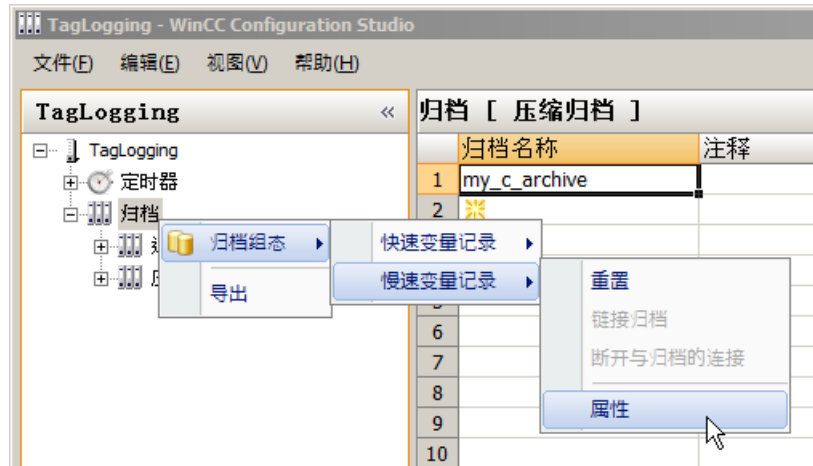 TagLogging - WinCC Configuration Studio
文件(F) 编辑(E) 视图(V) 帮助(H)
TagLogging «
归档 [ 压缩归档 ]
归档名称 注释
TagLogging
定时器
1 my_c_archive
归档
2
归档组态 快速变量记录
导出 慢速变量记录 重置
链接归档
6
断开与归档的连接
7
8
属性
9
10